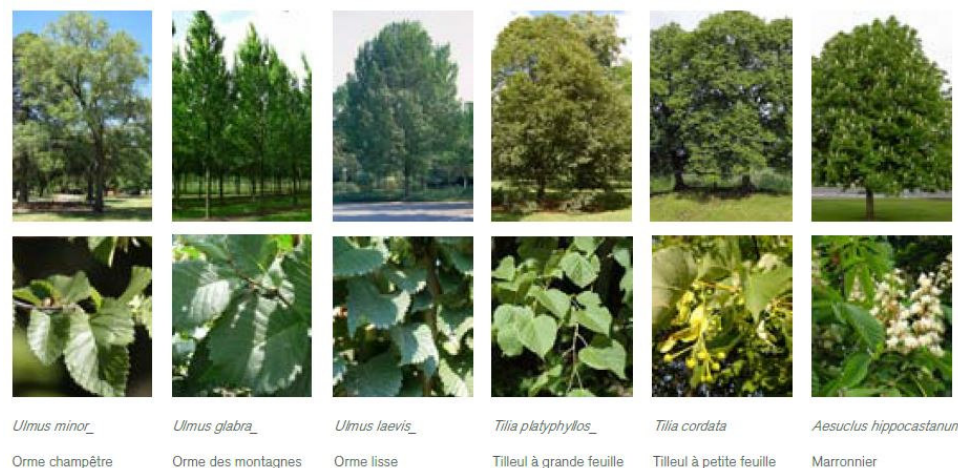 Ulmus minor_
Ulmus glabra_
Ulmus laevis_
Tilia platyphyllos_
Tilia cordata
Aesuclus hippocastanum
Orme champêtre
Orme des montagnes
Orme lisse
Tilleul à grande feuille
Tilleul à petite feuille
Marronnier